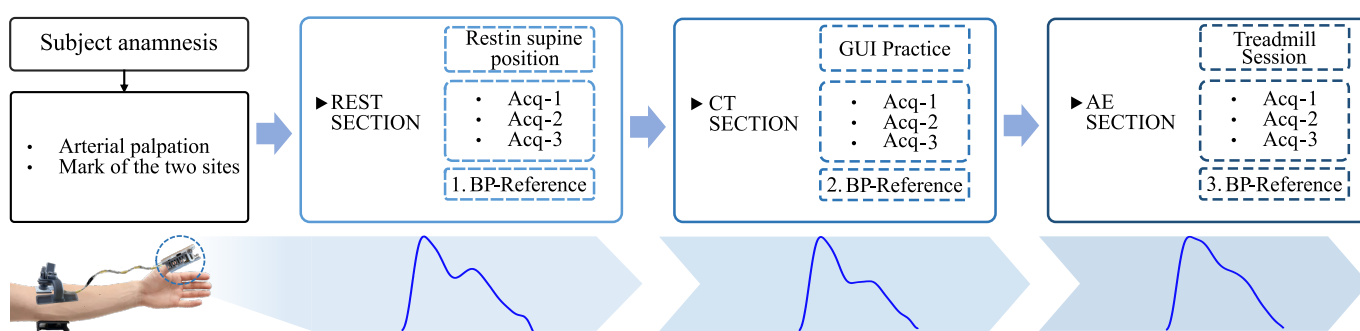 Subject anamnesis
• Arterial palpation
• Mark of the two sites
REST
SECTION
Restin supine
position
• Acq-1
• Acq-2
• Acq-3
1. BP-Reference
CT
SECTION
GUI Practice
• Acq-1
• Acq-2
• Acq-3
2. BP-Reference
AE
SECTION
Treadmill
Session
• Acq-1
• Acq-2
• Acq-3
3. BP-Reference